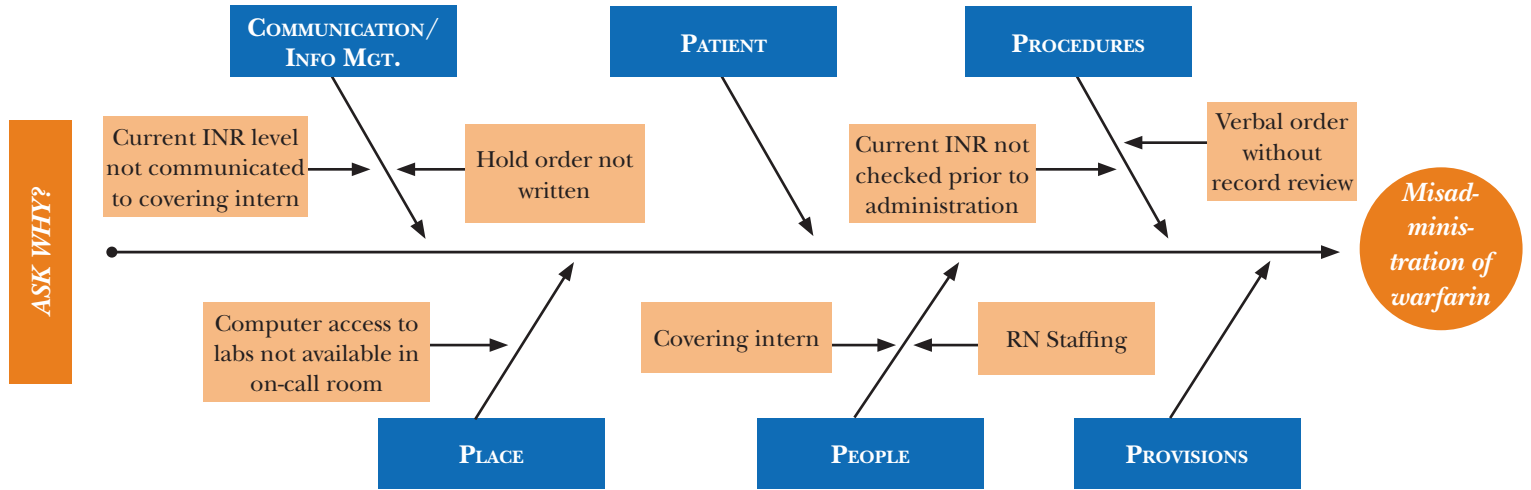 COMMUNICATION/
INFO MGT.
PATIENT
PROCEDURES
ASK WHY?
Current INR level
not communicated
to covering intern
Hold order not
written
Current INR not
checked prior to
administration
Verbal order
without
record review
Misad-
minis-
tration of
warfarin
Computer access to
labs not available in
on-call room
Covering intern
RN Staffing
PLACE
PEOPLE
PROVISIONS